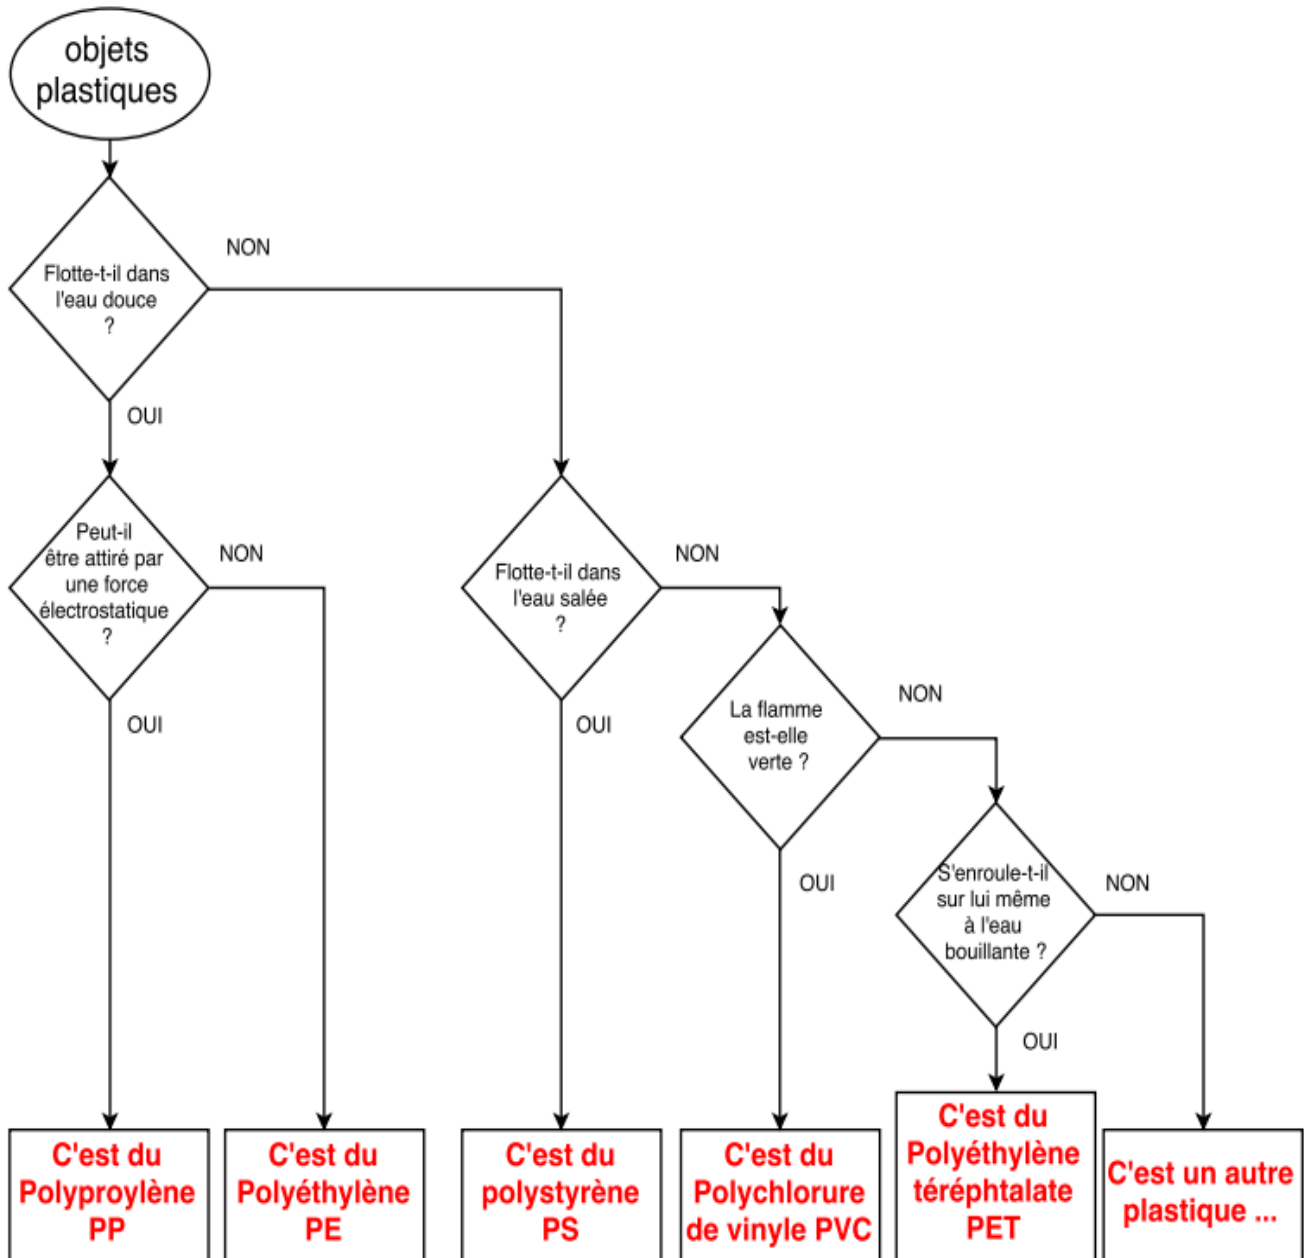 objets
plastiques
NON
Flotte-t-il dans
l'eau douce
?
OUI
Peut-il
être attiré par
une force
électrostatique
?
NON
OUI
Flotte-t-il dans
l'eau salée
?
NON
OUI
La flamme
est-elle
verte ?
NON
OUI
S'enroule-t-il
sur lui même
à l'eau
bouillante ?
NON
OUI
C'est du
Polyproylène
PP
C'est du
Polyéthylène
PE
C'est du
polystyrène
PS
C'est du
Polychlorure
de vinyle PVC
C'est du
Polyéthylène
téréphtalate
PET
C'est un autre
plastique ...